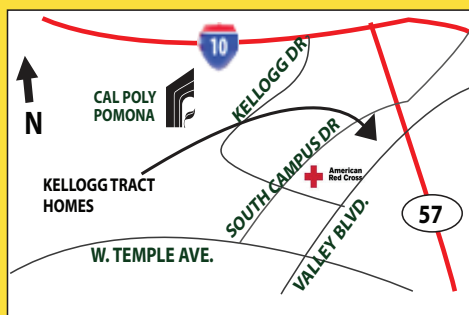 10
N
CAL POLY
POMONA
KELLOGG DR
KELLOGG TRACT
HOMES
SOUTH CAMPUS DR
American
Red Cross
VALLEY BLVD.
57
W. TEMPLE AVE.